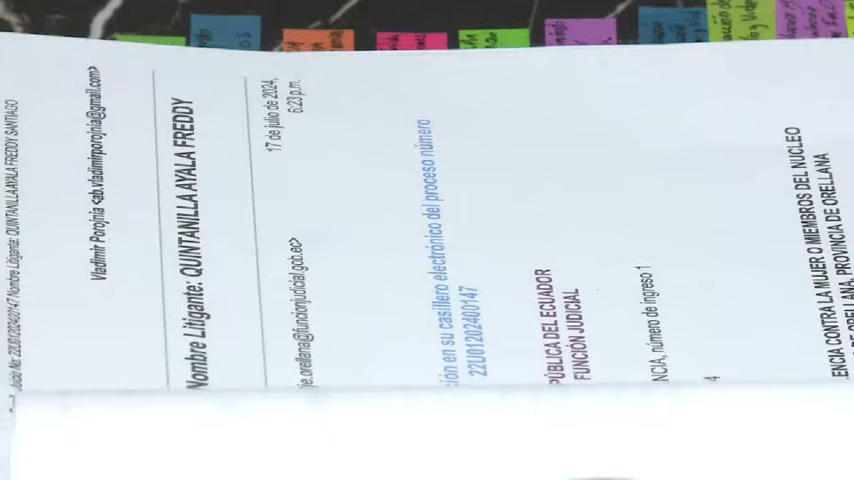 Juicio No: 22U01202400147 Nombre Litigante: QUINTANILLA AYALA FREDDY SANTIAGO
Vladimir Porojnia <ab.vladimirporojnia@gmail.com>
Nombre Litigante: QUINTANILLA AYALA FREDDY
17 de julio de 2024,
6:23 p.m.
je.orellana@funcionjudicial.gob.ec>
ión en su casillero electrónico del proceso número
22U01202400147
PÚBLICA DEL ECUADOR
FUNCIÓN JUDICIAL
NCIA, número de ingreso 1
4
ENCIA CONTRA LA MUJER O MIEMBROS DEL NUCLEO
DE ORELLANA, PROVINCIA DE ORELLANA